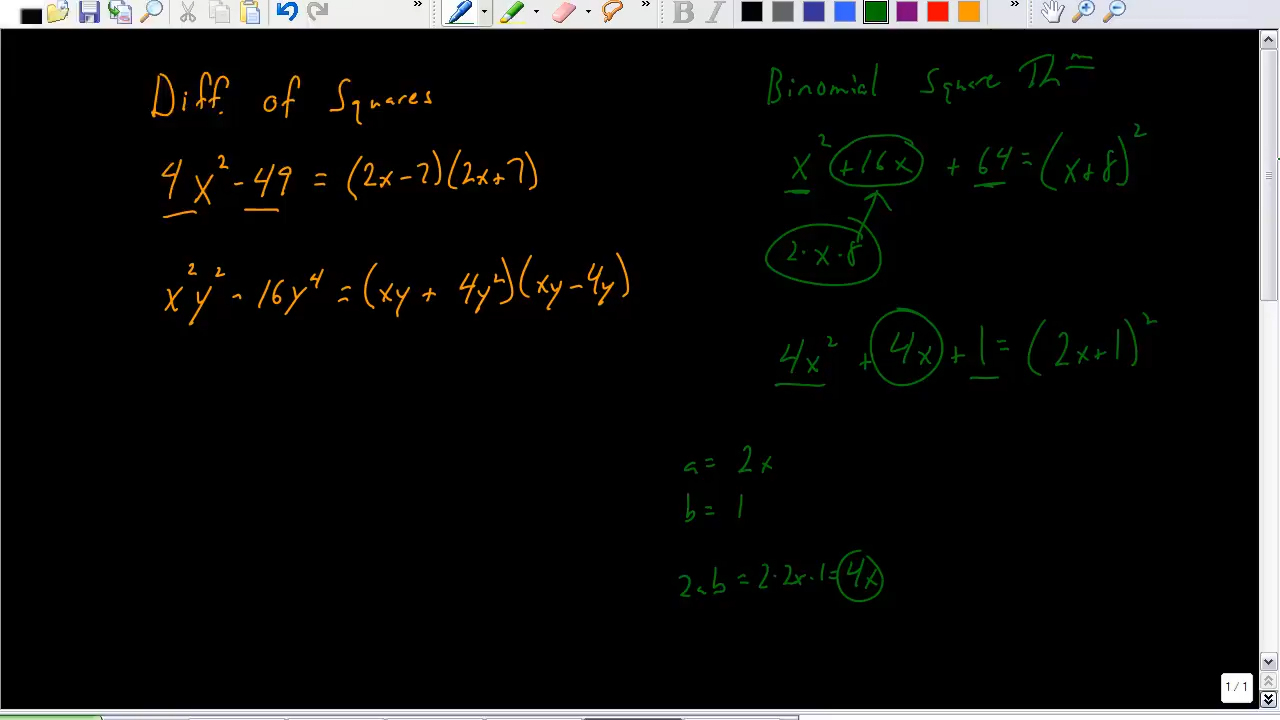 B I
Diff. of Squares
4x² - 49 = (2x - 7)(2x + 7)
x²y² - 16y⁴ = (xy + 4y²)(xy - 4y)
Binomial Square Thm
x² + 16x + 64 = (x + 8)²
2 · x · 8
4x² + 4x + 1 = (2x + 1)²
a = 2x
b = 1
2ab = 2 · 2x · 1 = 4x
1 / 1